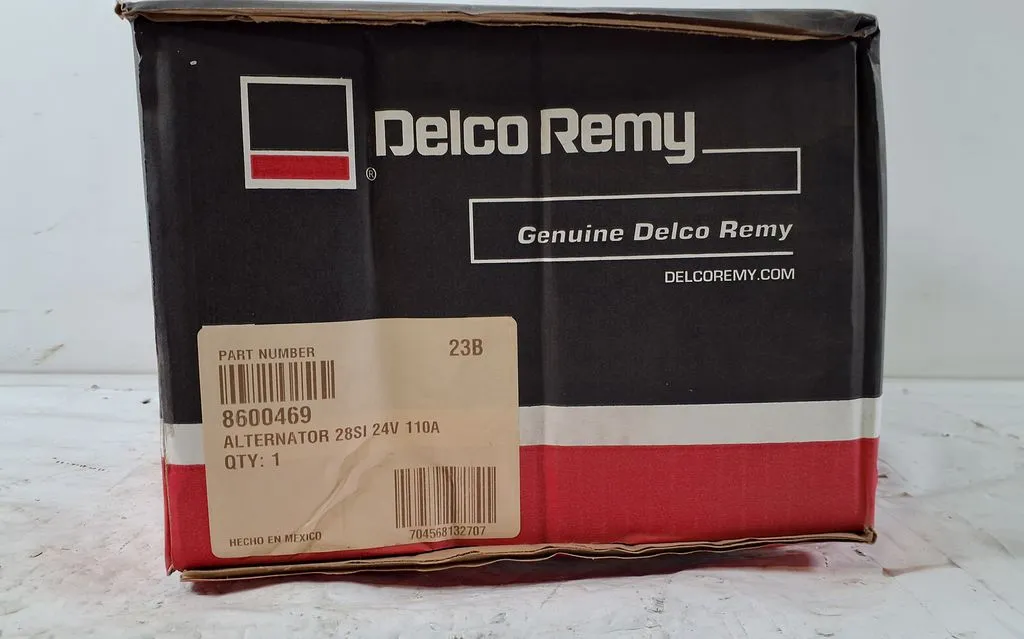 Delco Remy
®
Genuine Delco Remy
DELCOREMY.COM
PART NUMBER 23B
8600469
ALTERNATOR 28SI 24V 110A
QTY: 1
704568132707
HECHO EN MEXICO